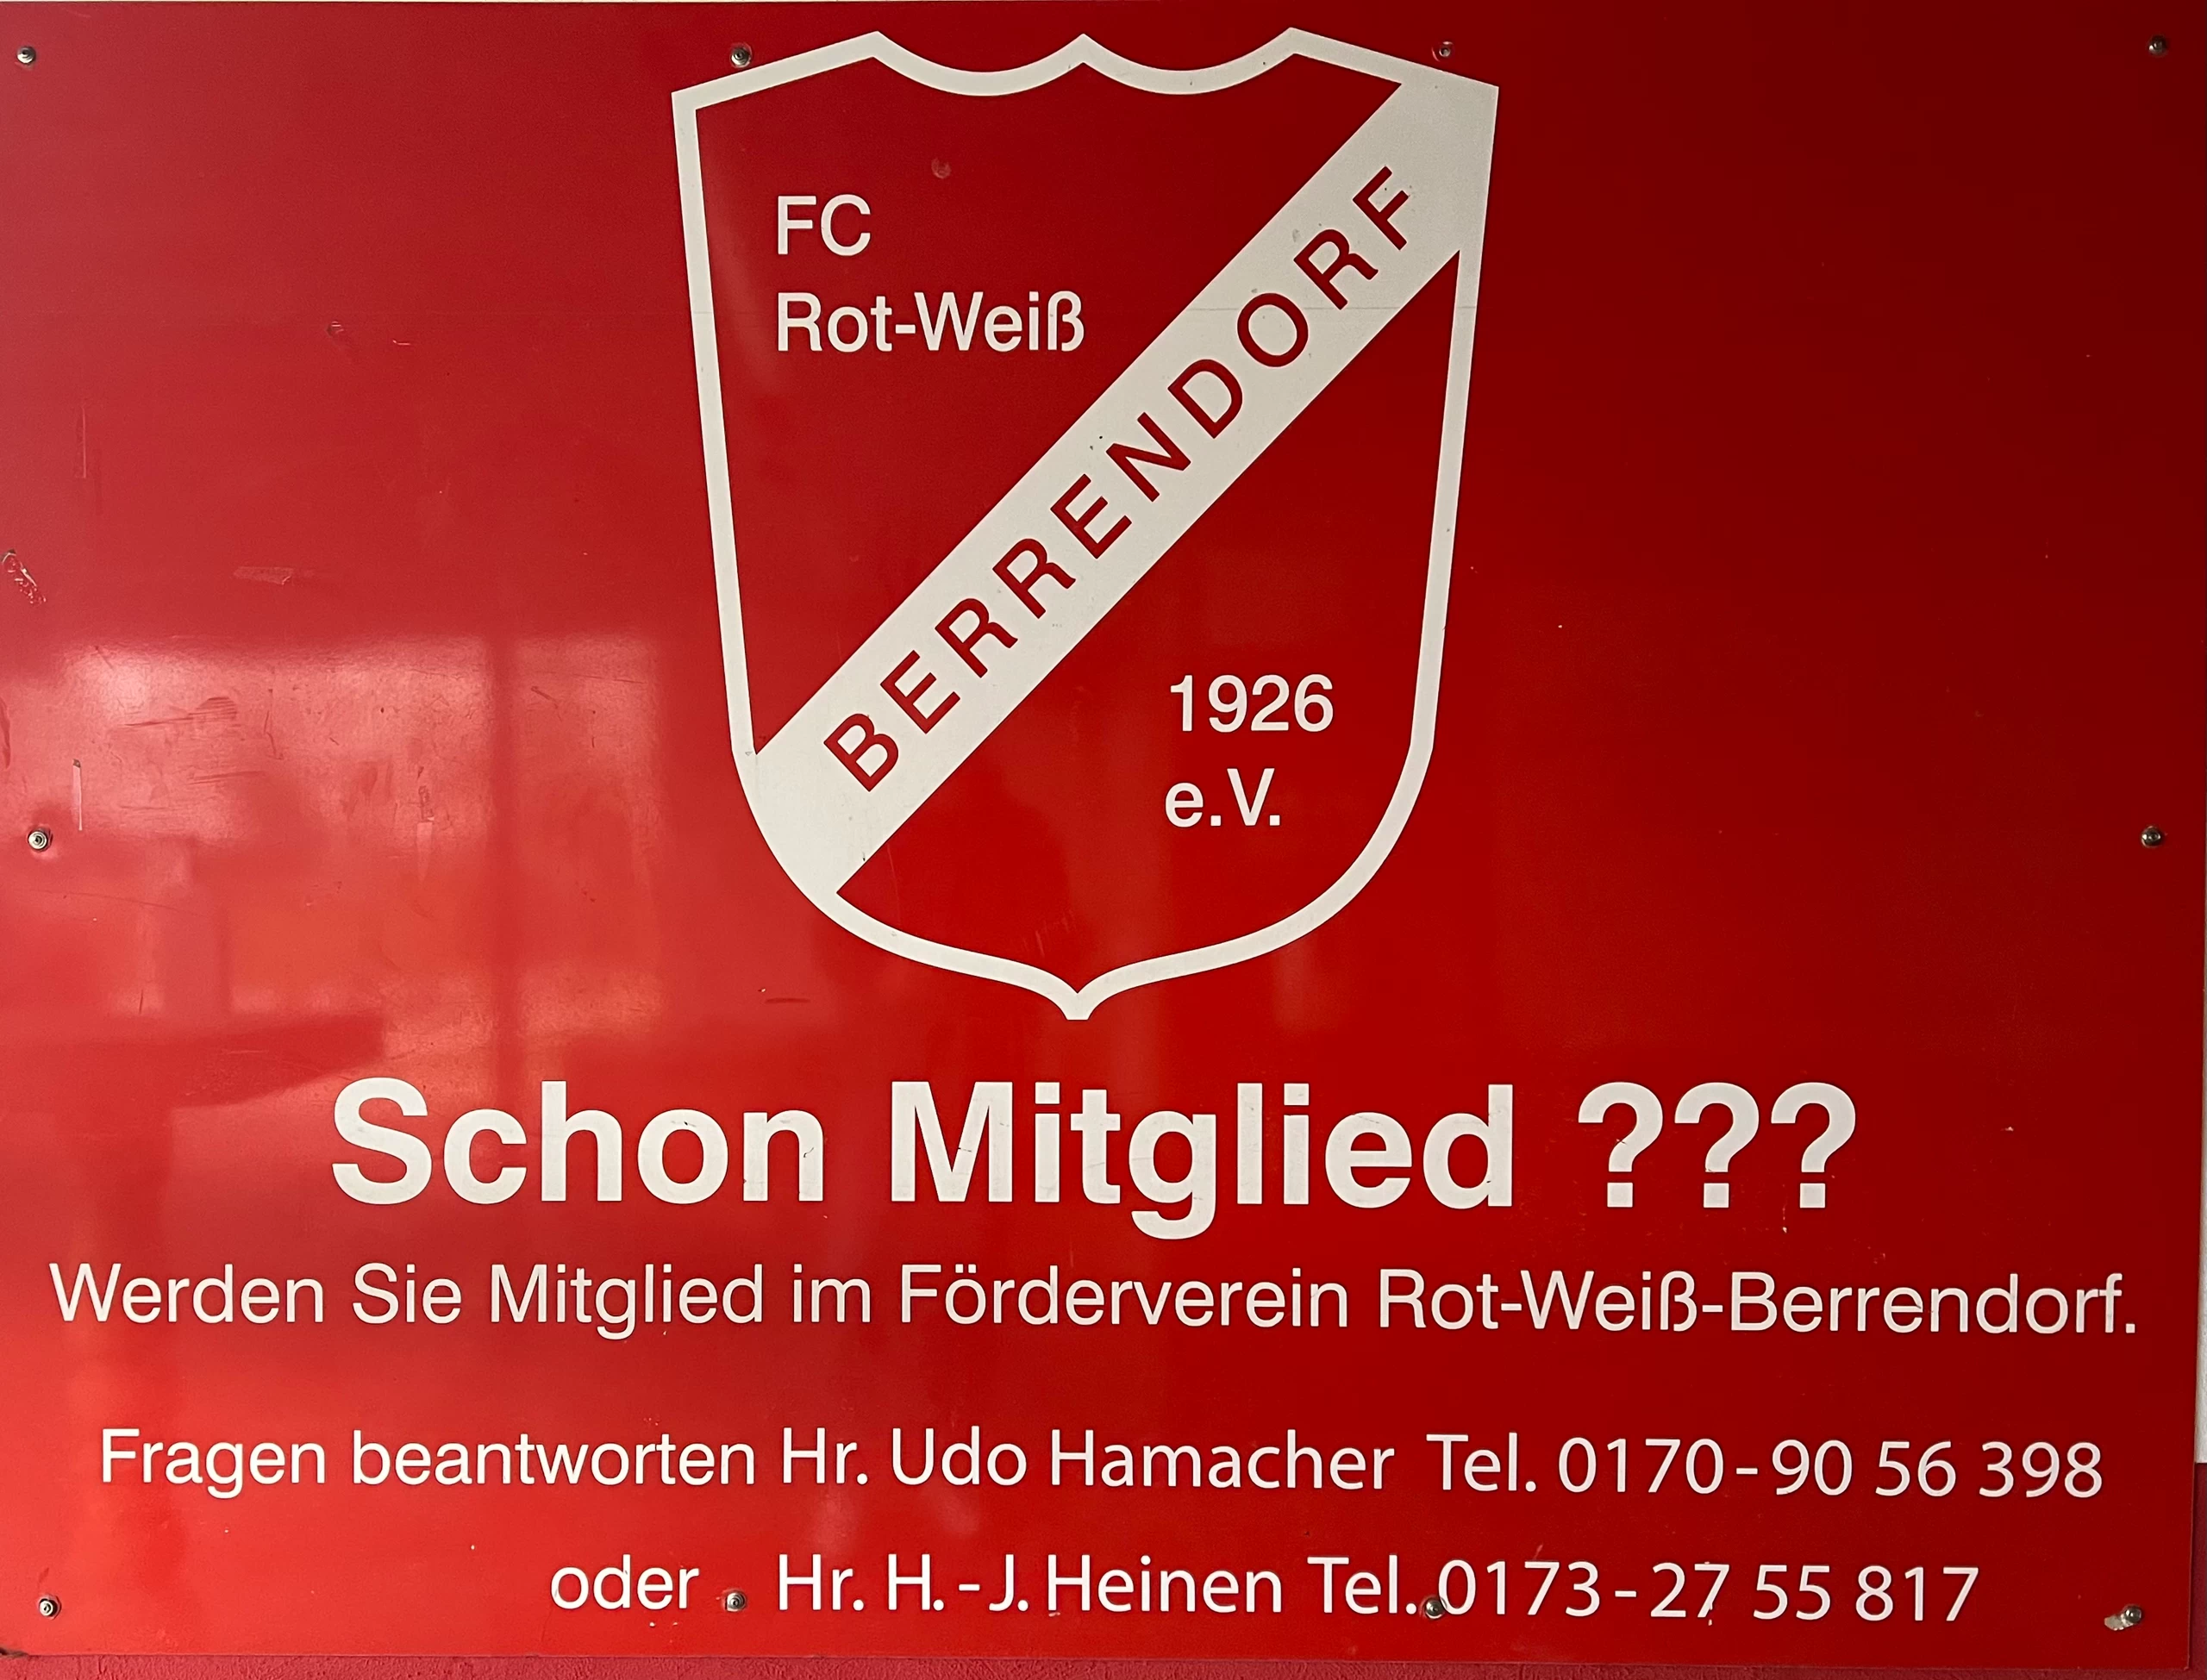 FC
Rot-Weiß
BERRENDORF
1926
e.V.
Schon Mitglied ???
Werden Sie Mitglied im Förderverein Rot-Weiß-Berrendorf.
Fragen beantworten Hr. Udo Hamacher Tel. 0170-90 56 398
oder Hr. H.-J. Heinen Tel. 0173-27 55 817